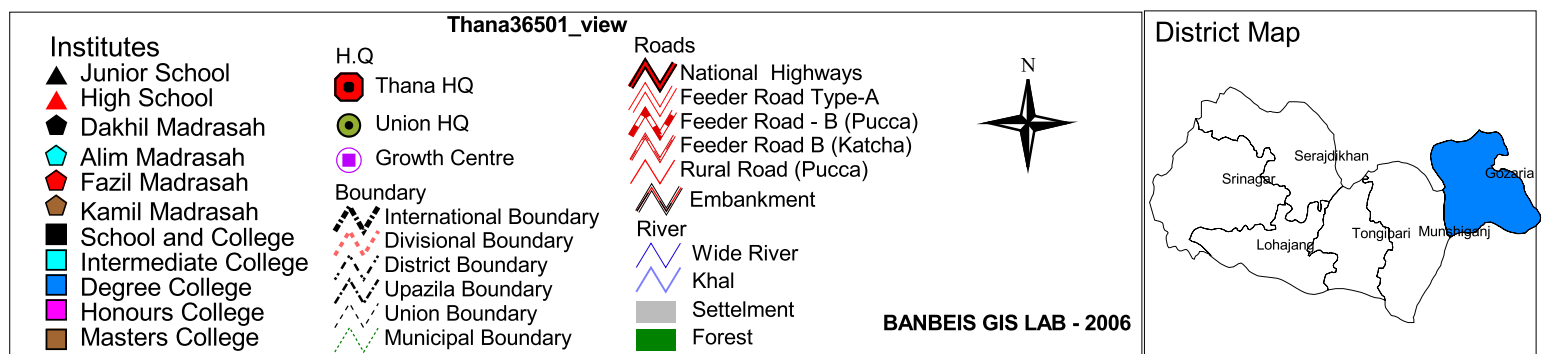 Thana36501_view
Institutes
Junior School
High School
Dakhil Madrasah
Alim Madrasah
Fazil Madrasah
Kamil Madrasah
School and College
Intermediate College
Degree College
Honours College
Masters College
H.Q
Thana HQ
Union HQ
Growth Centre
Boundary
International Boundary
Divisional Boundary
District Boundary
Upazila Boundary
Union Boundary
Municipal Boundary
Roads
National Highways
Feeder Road Type-A
Feeder Road - B (Pucca)
Feeder Road B (Katcha)
Rural Road (Pucca)
Embankment
River
Wide River
Khal
Settelment
Forest
N
BANBEIS GIS LAB - 2006
District Map
Serajdikhan
Srinagar
Gozaria
Lohajang
Tongibari
Munshiganj